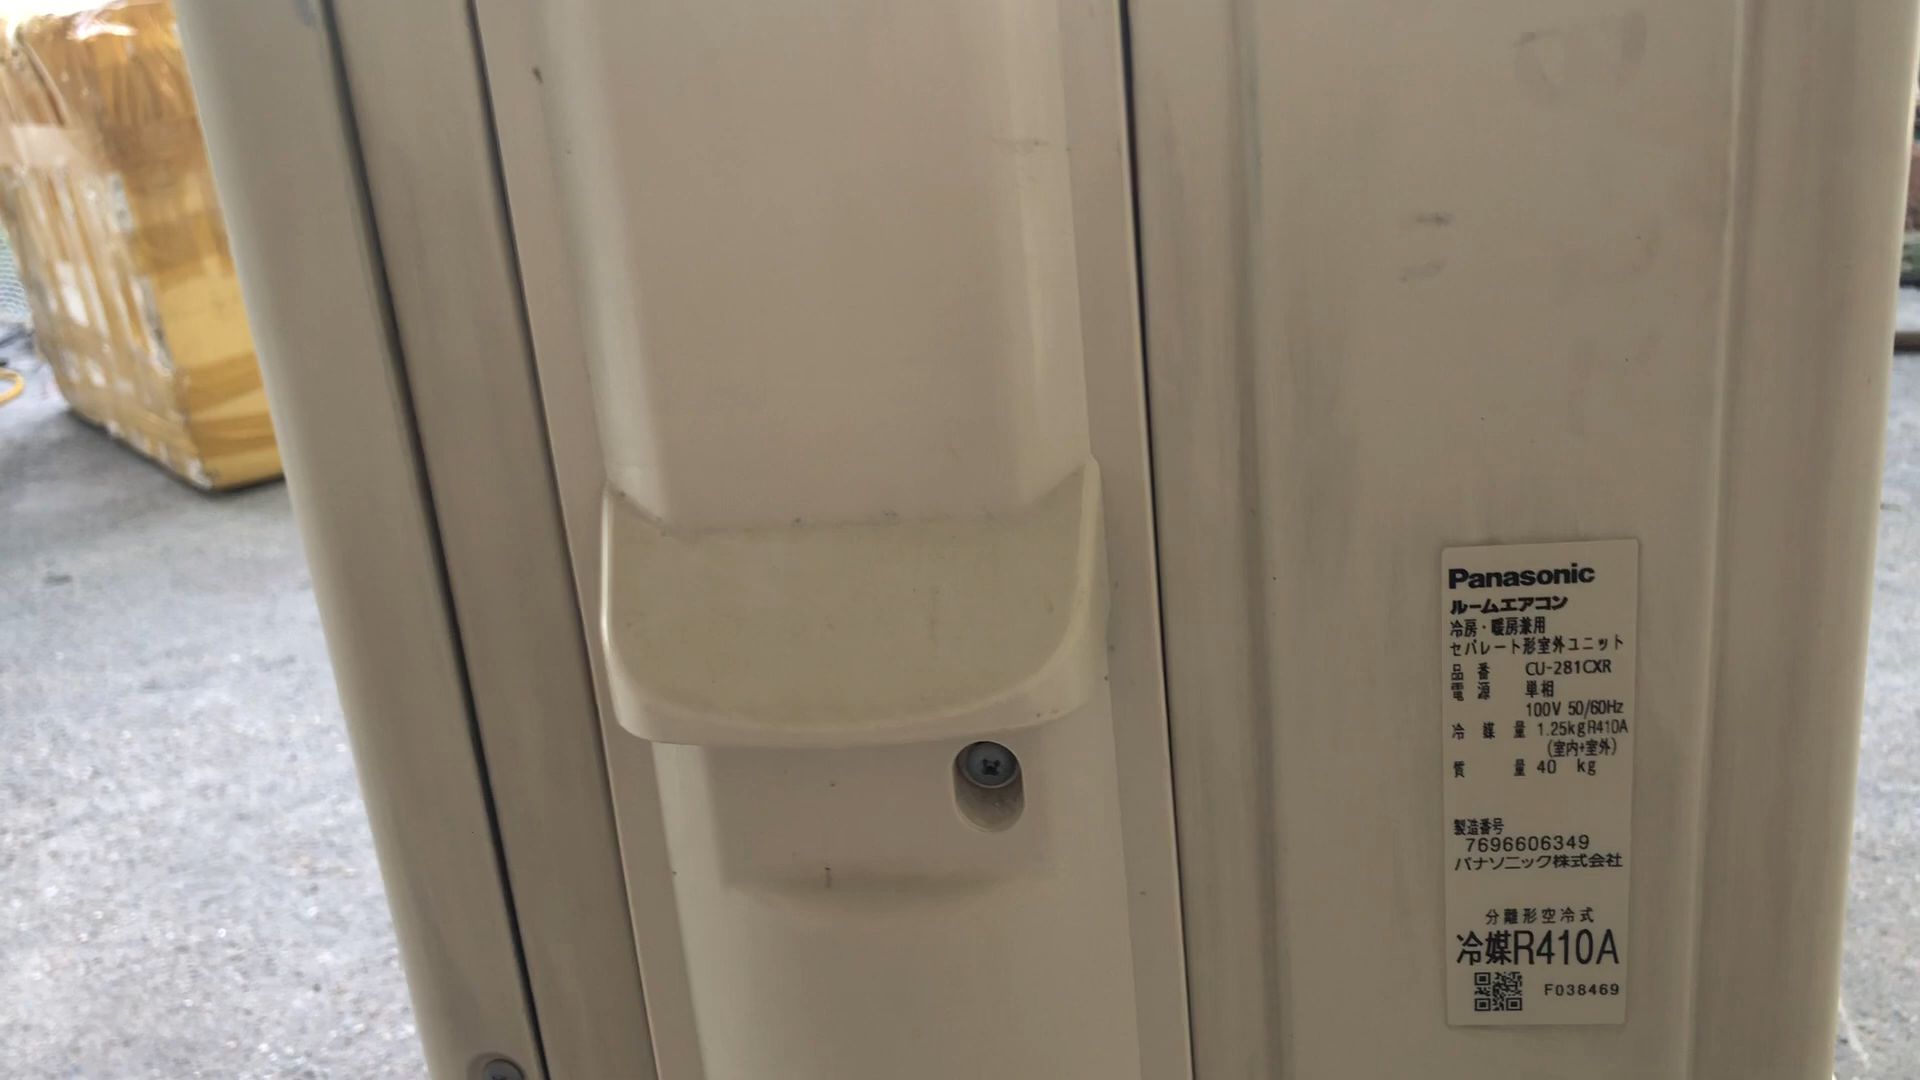 Panasonic
ルームエアコン
冷房・暖房兼用
セパレート形室外ユニット
品番 CU-281CXR
電源 単相
100V 50/60Hz
冷媒量 1.25kgR410A
(室内+室外)
質量 40 kg
製造番号
7696606349
パナソニック株式会社
分離形空冷式
冷媒R410A
F038469